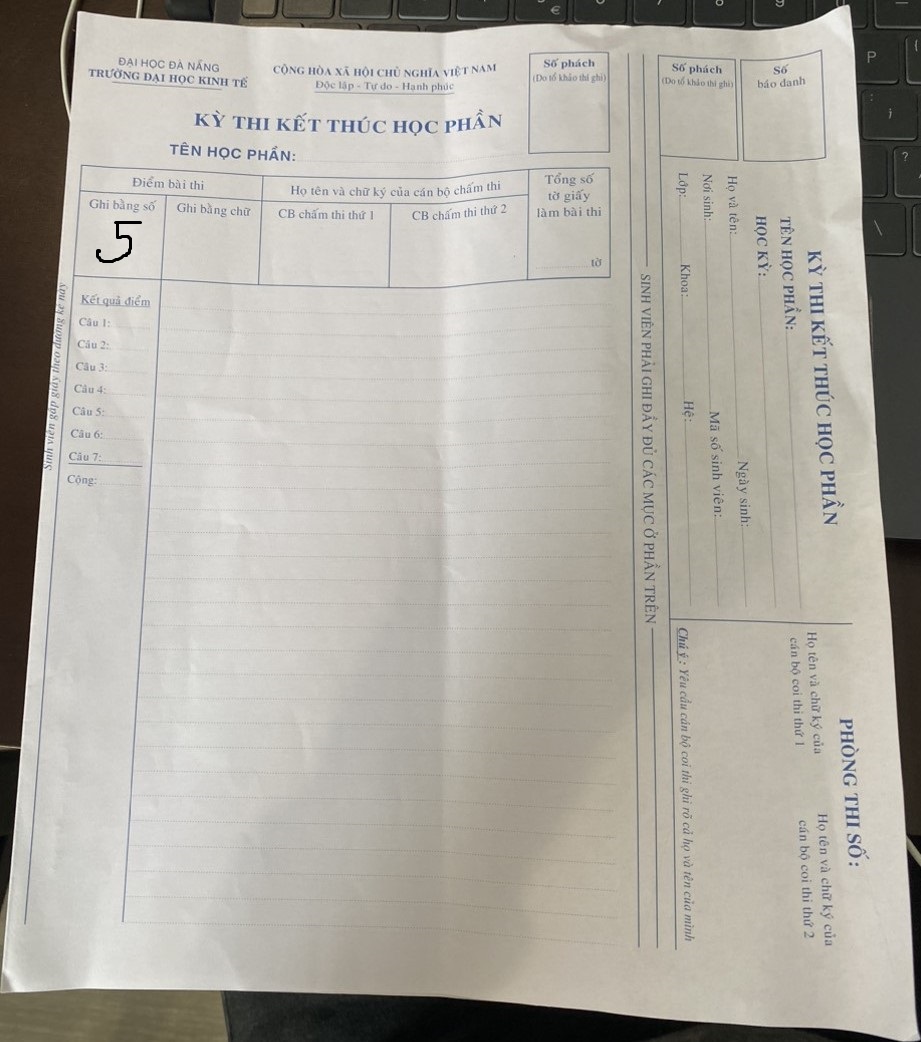 ĐẠI HỌC ĐÀ NẴNG
TRƯỜNG ĐẠI HỌC KINH TẾ
CỘNG HÒA XÃ HỘI CHỦ NGHĨA VIỆT NAM
Độc lập - Tự do - Hạnh phúc
Số phách
(Do tổ khảo thí ghi)
KỲ THI KẾT THÚC HỌC PHẦN
TÊN HỌC PHẦN:
Điểm bài thi
Họ tên và chữ ký của cán bộ chấm thi
Tổng số
tờ giấy
làm bài thi
Ghi bằng số
Ghi bằng chữ
CB chấm thi thứ 1
CB chấm thi thứ 2
5
tờ
Kết quả điểm
Câu 1:
Câu 2:
Câu 3:
Câu 4:
Câu 5:
Câu 6:
Câu 7:
Cộng:
Sinh viên gấp thẳng theo đường kẻ này
SINH VIÊN PHẢI GHI ĐẦY ĐỦ CÁC MỤC Ở PHẦN TRÊN
Số phách
(Do tổ khảo thí ghi)
Số
báo danh
KỲ THI KẾT THÚC HỌC PHẦN
TÊN HỌC PHẦN:
HỌC KỲ:
Họ và tên: Ngày sinh:
Nơi sinh: Mã số sinh viên:
Lớp: Khoa: Hệ:
PHÒNG THI SỐ:
Họ tên và chữ ký của
cán bộ coi thi thứ 1
Họ tên và chữ ký của
cán bộ coi thi thứ 2
Chú ý : Yêu cầu cán bộ coi thi ghi rõ cả họ và tên của mình
€
7
8
9
P
;
?
\